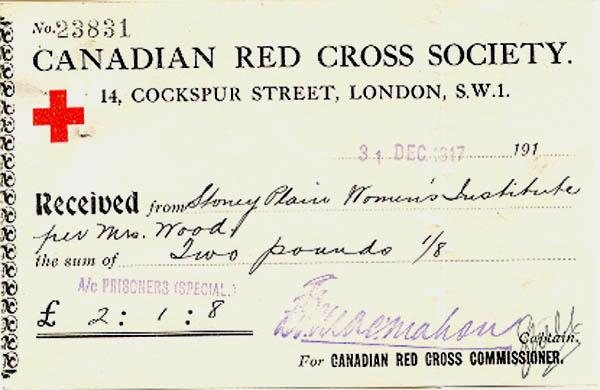 No. 23831
CANADIAN RED CROSS SOCIETY.
14, COCKSPUR STREET, LONDON, S.W.1.
31 DEC 1917 191
Received from Stoney Plain Women's Institute
per Mrs. Wood
the sum of Two pounds 1/8
A/c PRISONERS (SPECIAL.)
£ 2 : 1 : 8
Macmahon
Captain.
For CANADIAN RED CROSS COMMISSIONER.